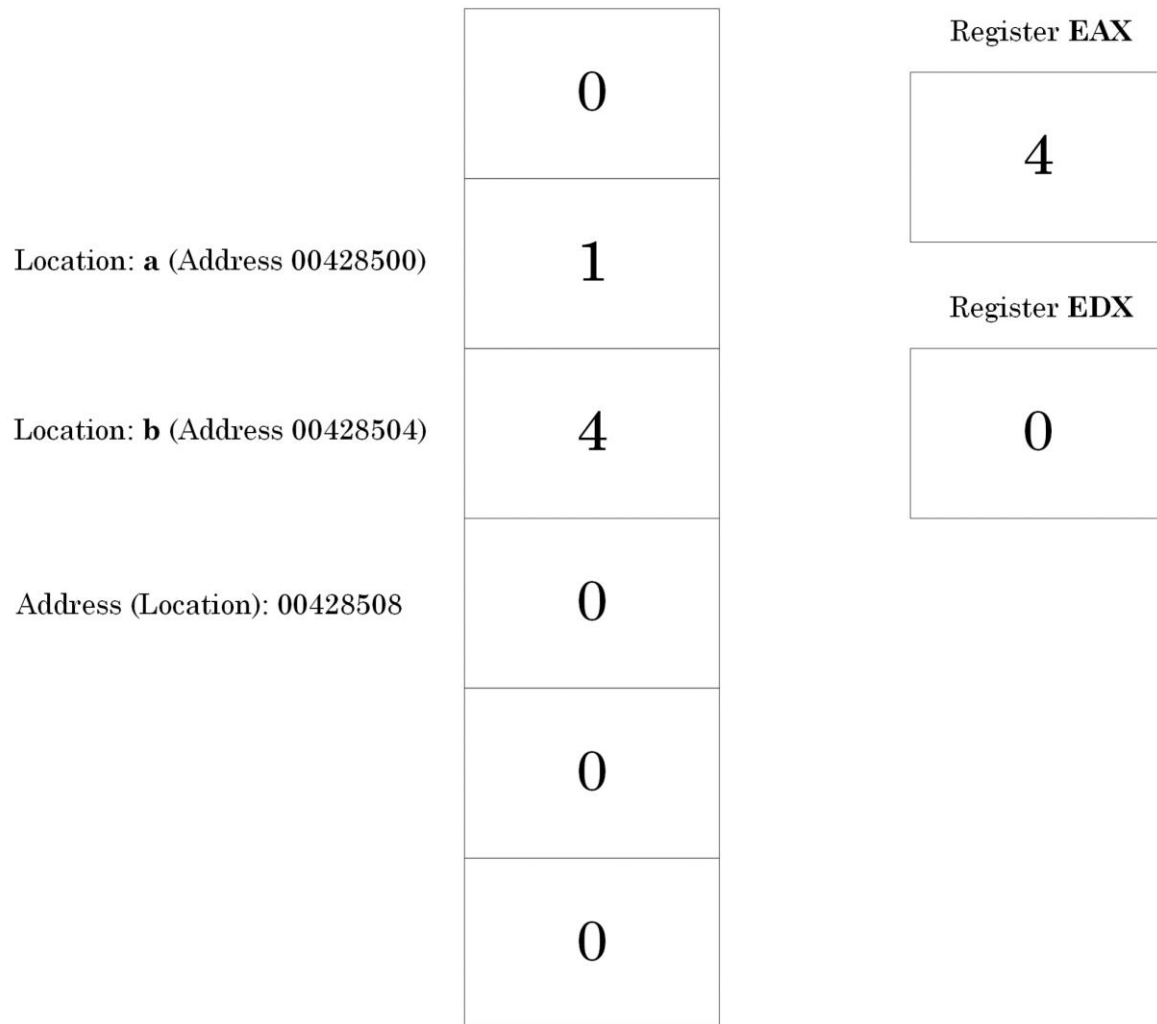 0
Register EAX
4
Location: a (Address 00428500)
1
Register EDX
Location: b (Address 00428504)
4
0
Address (Location): 00428508
0
0
0